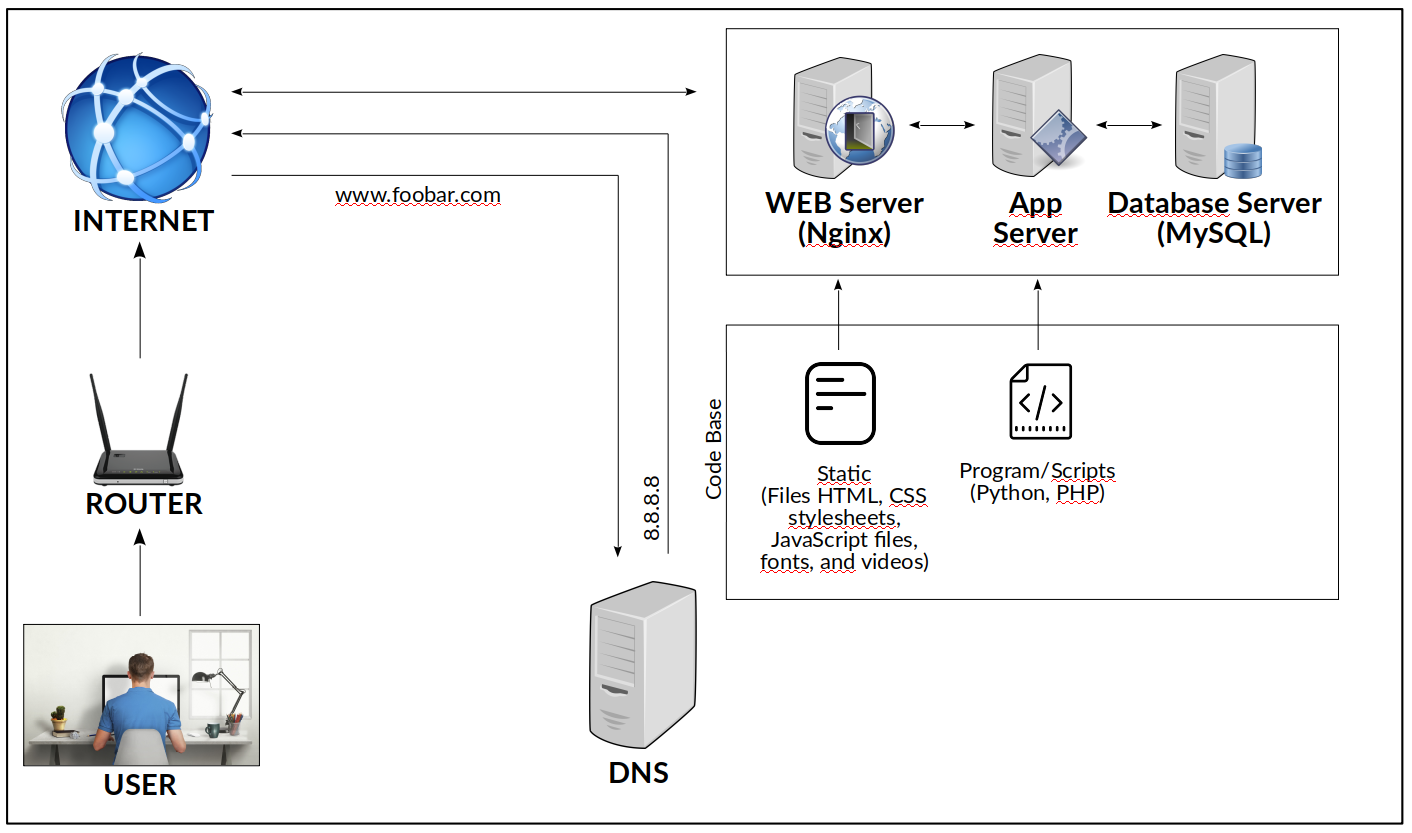 INTERNET
www.foobar.com
WEB Server
(Nginx)
App
Server
Database Server
(MySQL)
ROUTER
8.8.8.8
Code Base
Static
(Files HTML, CSS
stylesheets,
JavaScript files,
fonts, and videos)
Program/Scripts
(Python, PHP)
USER
DNS